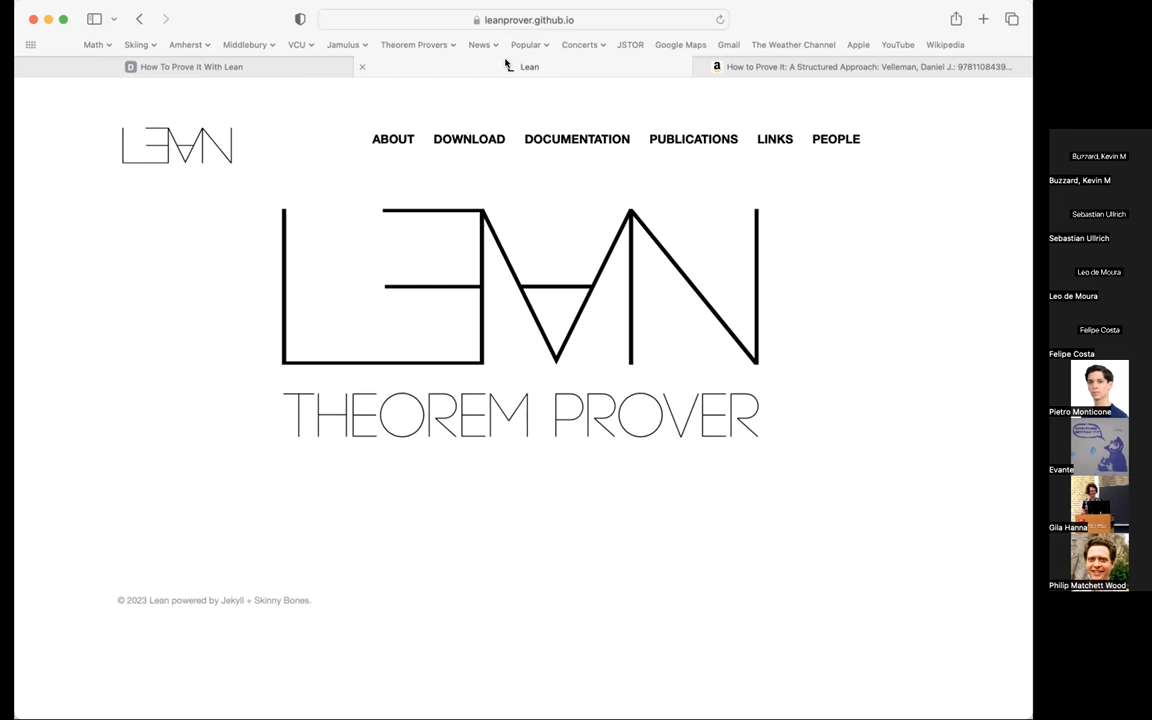 leanprover.github.io
Math Skiing Amherst Middlebury VCU Jamulus Theorem Provers News Popular Concerts JSTOR Google Maps Gmail The Weather Channel Apple YouTube Wikipedia
How To Prove It With Lean
Lean
How to Prove It: A Structured Approach: Velleman, Daniel J.: 9781108439...
L∃∀N
ABOUT DOWNLOAD DOCUMENTATION PUBLICATIONS LINKS PEOPLE
L∃∀N
THEOREM PROVER
© 2023 Lean powered by Jekyll + Skinny Bones.
Buzzard, Kevin M
Buzzard, Kevin M
Sebastian Ullrich
Sebastian Ullrich
Leo de Moura
Leo de Moura
Felipe Costa
Felipe Costa
Pietro Monticone
Evante
Gila Hanna
Philip Matchett Wood